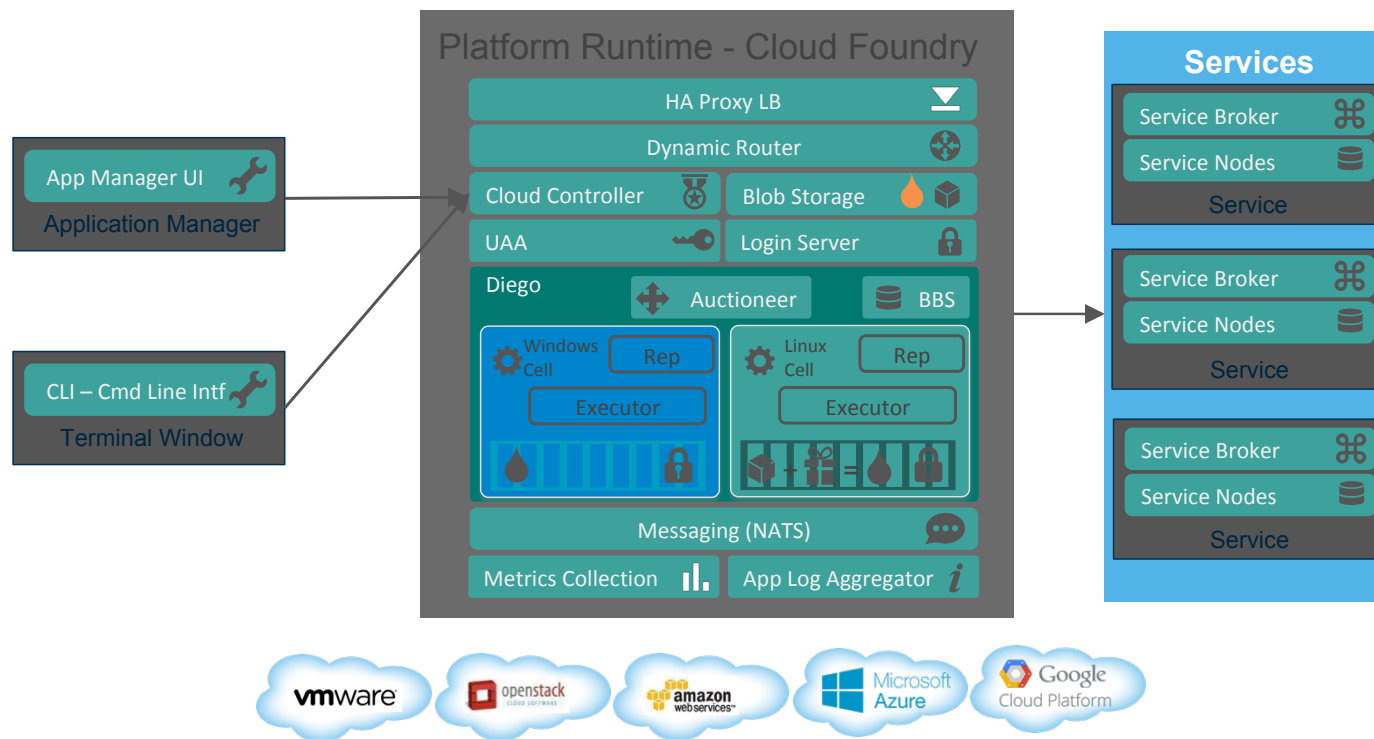 Platform Runtime - Cloud Foundry
HA Proxy LB
Dynamic Router
Cloud Controller
Blob Storage
UAA
Login Server
Diego
Auctioneer
BBS
Windows
Cell
Rep
Executor
Linux
Cell
Rep
Executor
+
=
Messaging (NATS)
Metrics Collection
App Log Aggregator
i
App Manager UI
Application Manager
CLI – Cmd Line Intf
Terminal Window
Services
Service Broker
Service Nodes
Service
Service Broker
Service Nodes
Service
Service Broker
Service Nodes
Service
vmware
openstack
CLOUD SOFTWARE
amazon
webservices™
Microsoft
Azure
Google
Cloud Platform